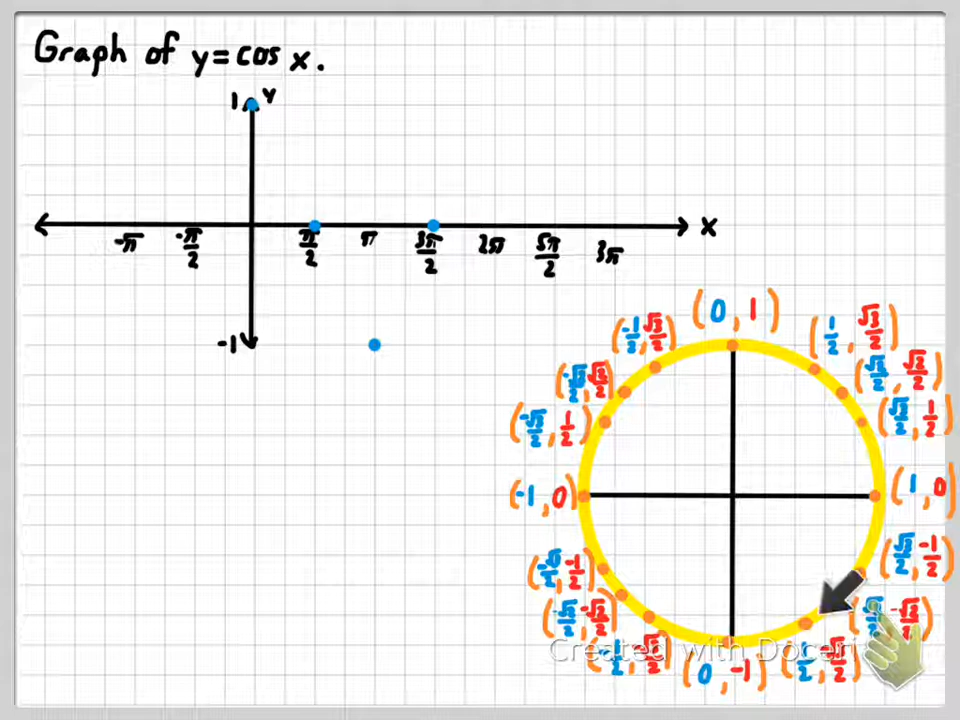 Graph of y=cos x.
1 y
x
-π -π/2 π/2 π 3π/2 2π 5π/2 3π
-1
(0, 1)
(-1/2, √3/2) (1/2, √3/2)
(-√2/2, √2/2) (√2/2, √2/2)
(-√3/2, 1/2) (√3/2, 1/2)
(-1, 0) (1, 0)
(√3/2, -1/2)
(-1/2)
(-√2/2, -√2/2) (√2/2, -√2/2)
Created with Doceri
(0, -1)